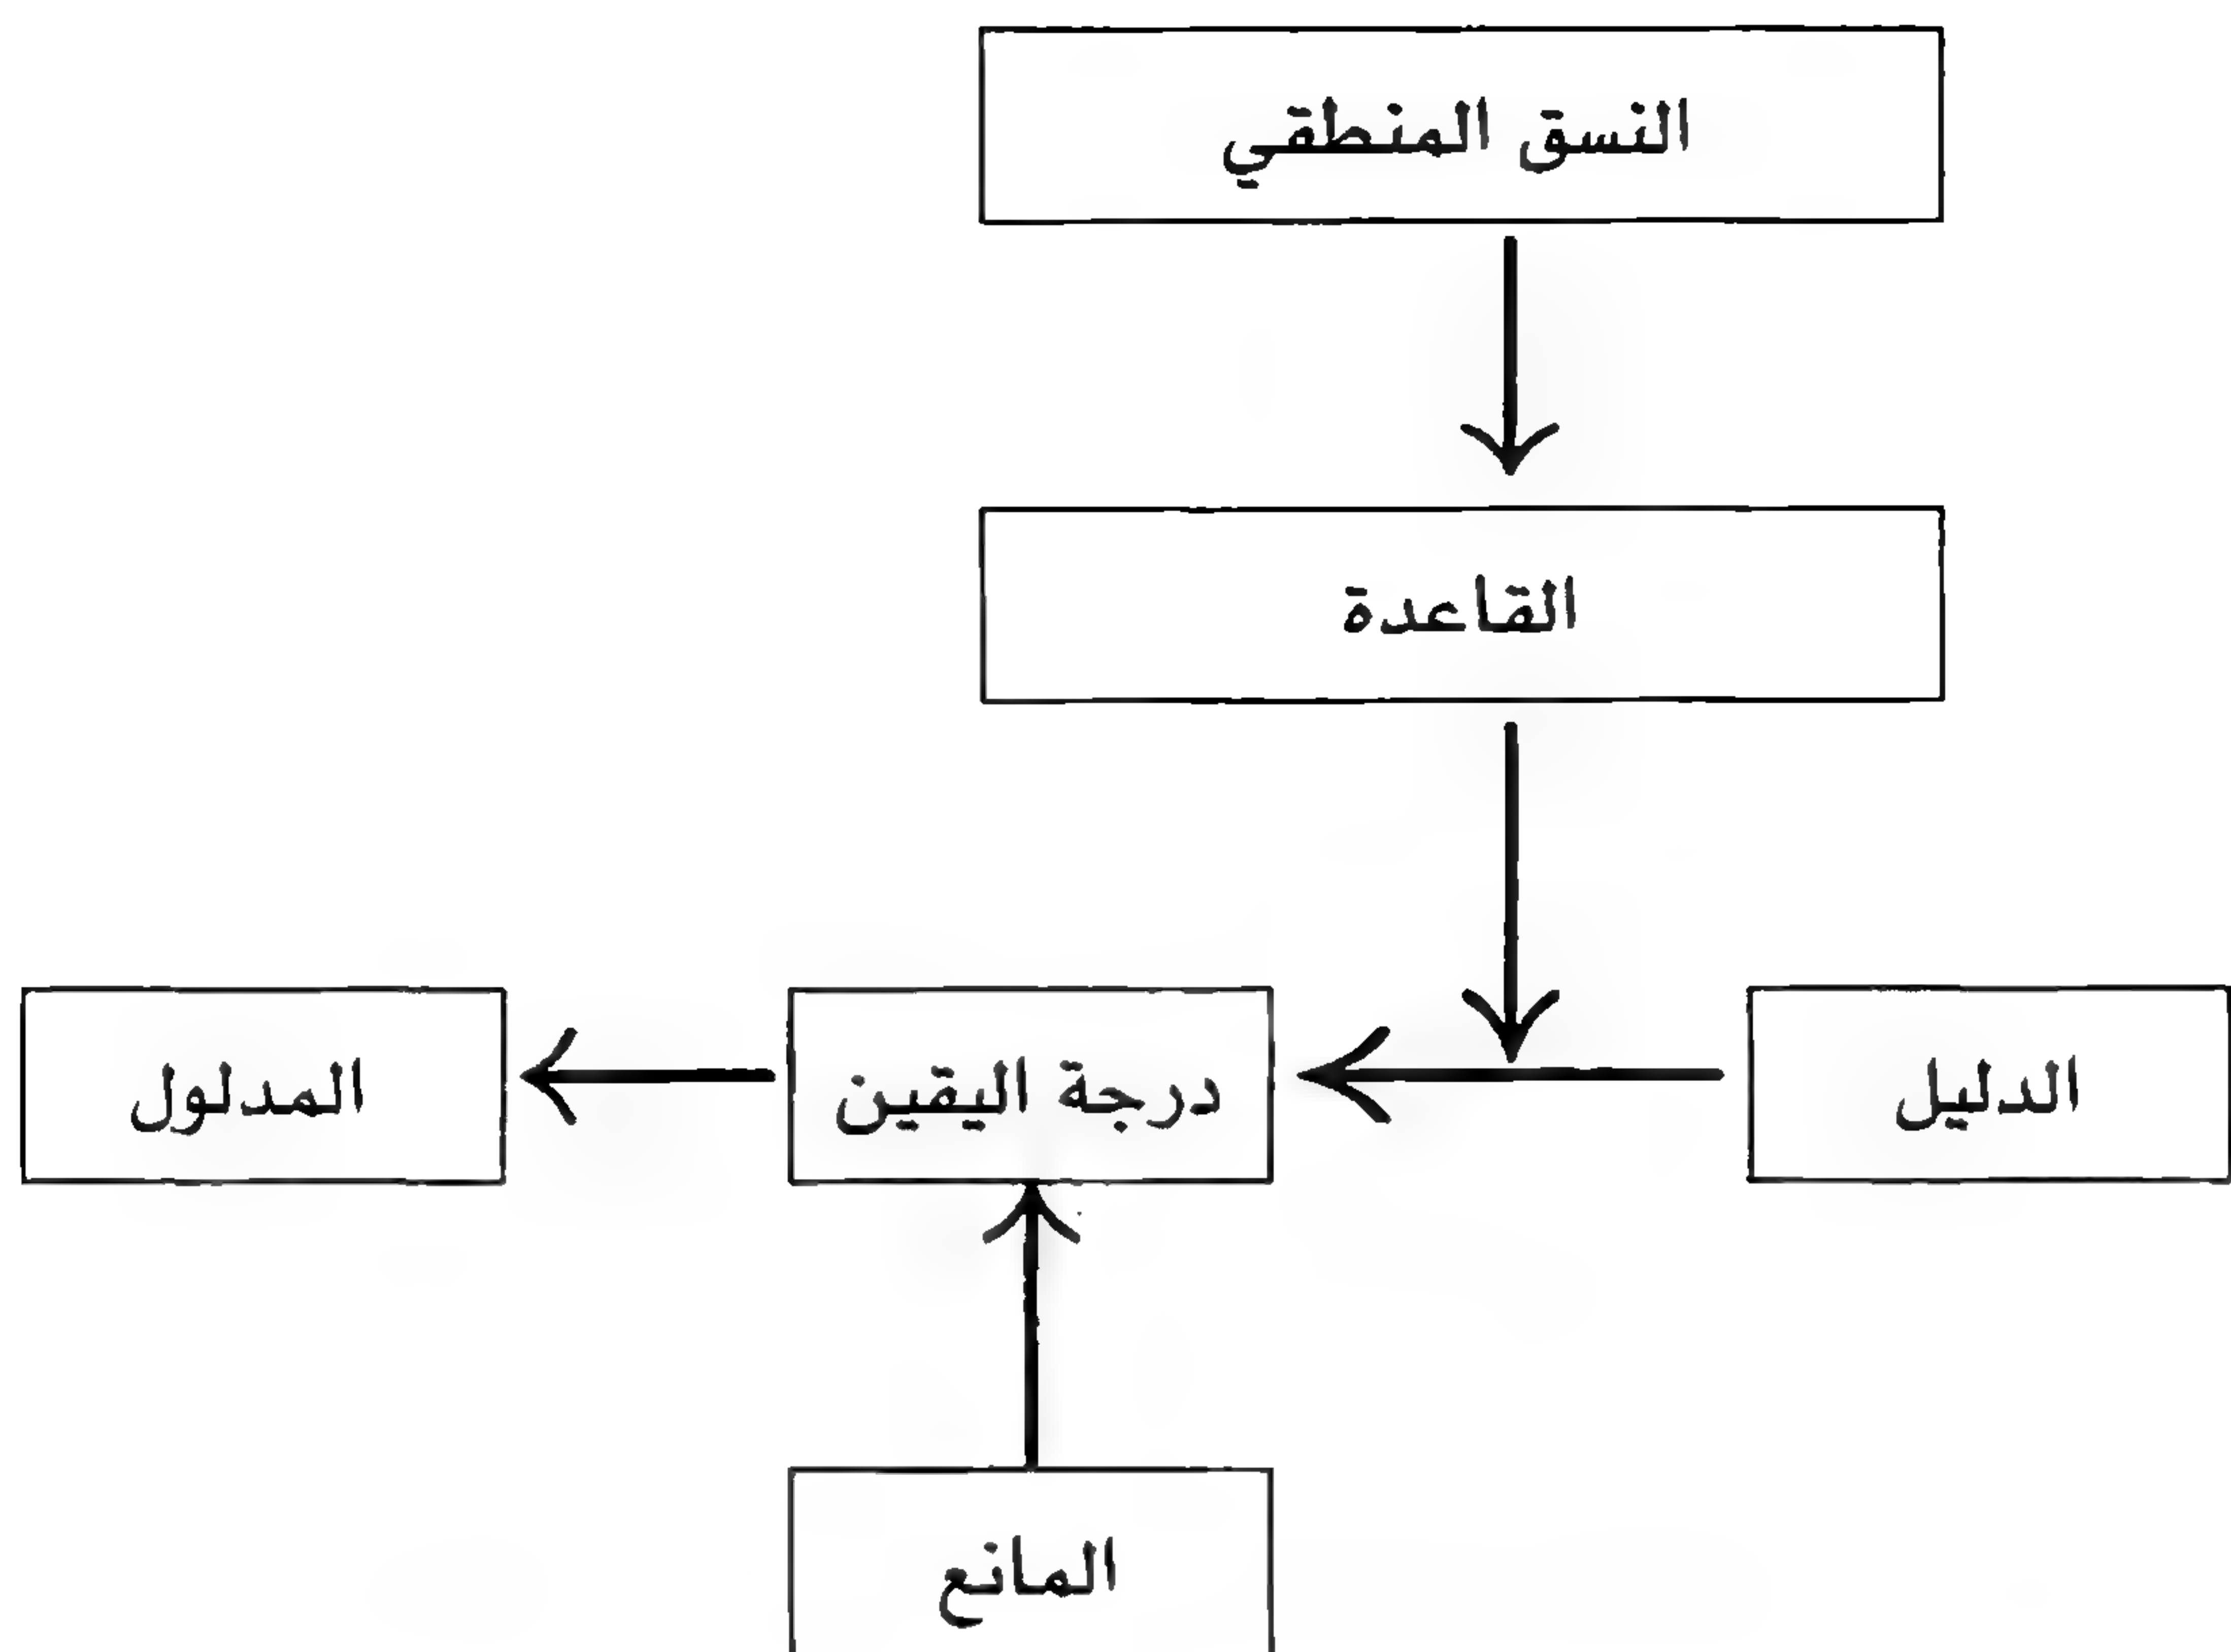 النسق المنطقي
القاعدة
الدليل
درجة اليقين
المدلول
المانع